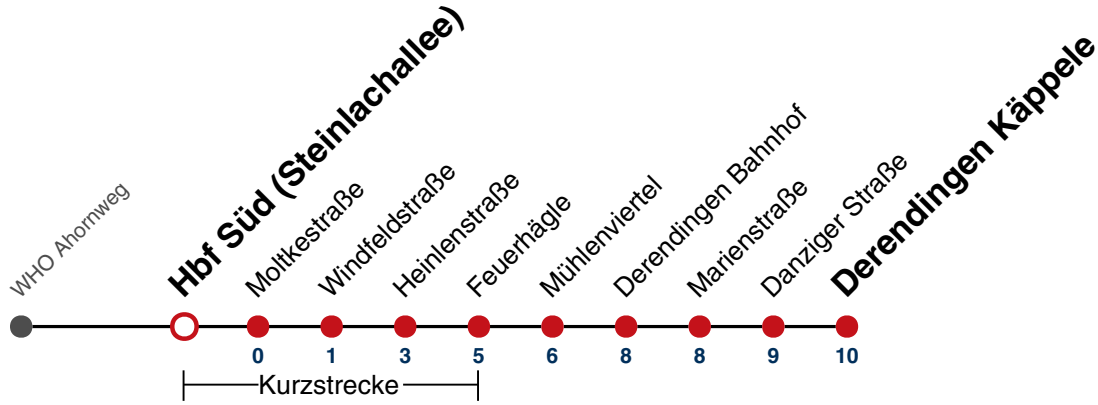 WHO Ahornweg
Hbf Süd (Steinlachallee)
Moltkestraße
Windfeldstraße
Heinlenstraße
Feuerhägle
Mühlenviertel
Derendingen Bahnhof
Marienstraße
Danziger Straße
Derendingen Käppele
0 1 3 5 6 8 8 9 10
Kurzstrecke